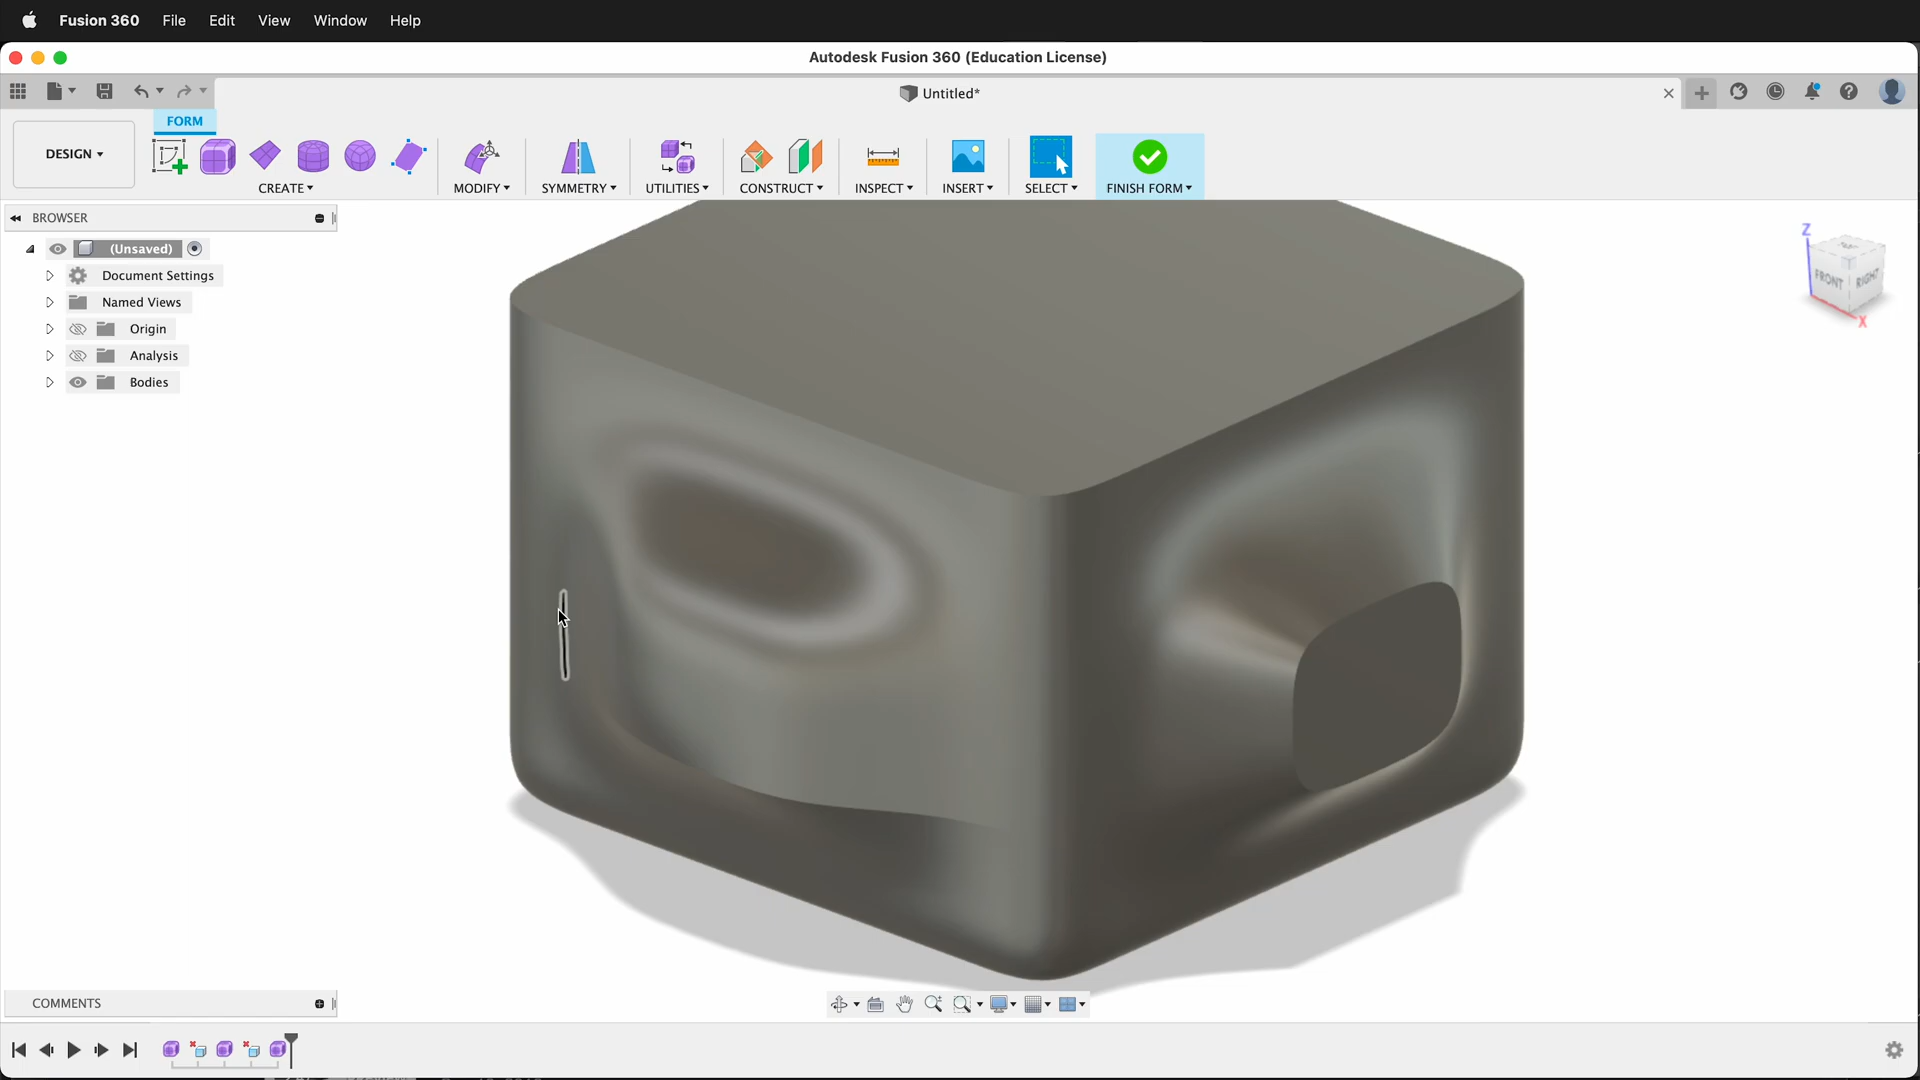 Fusion 360 File Edit View Window Help
Autodesk Fusion 360 (Education License)
Untitled*
FORM
DESIGN
CREATE MODIFY SYMMETRY UTILITIES CONSTRUCT INSPECT INSERT SELECT FINISH FORM
BROWSER
(Unsaved)
Document Settings
Named Views
Origin
Analysis
Bodies
Z
FRONT RIGHT
X
COMMENTS